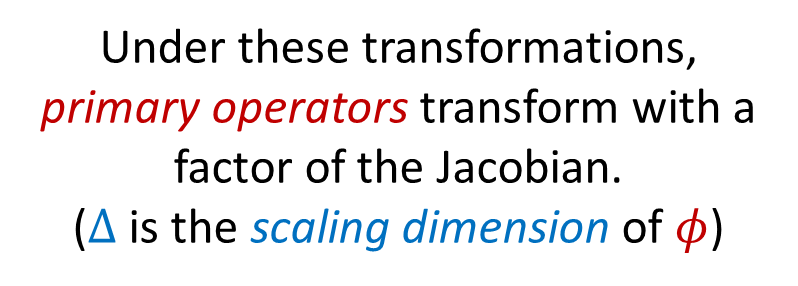 Under these transformations,
primary operators transform with a
factor of the Jacobian.
(Δ is the scaling dimension of ϕ)